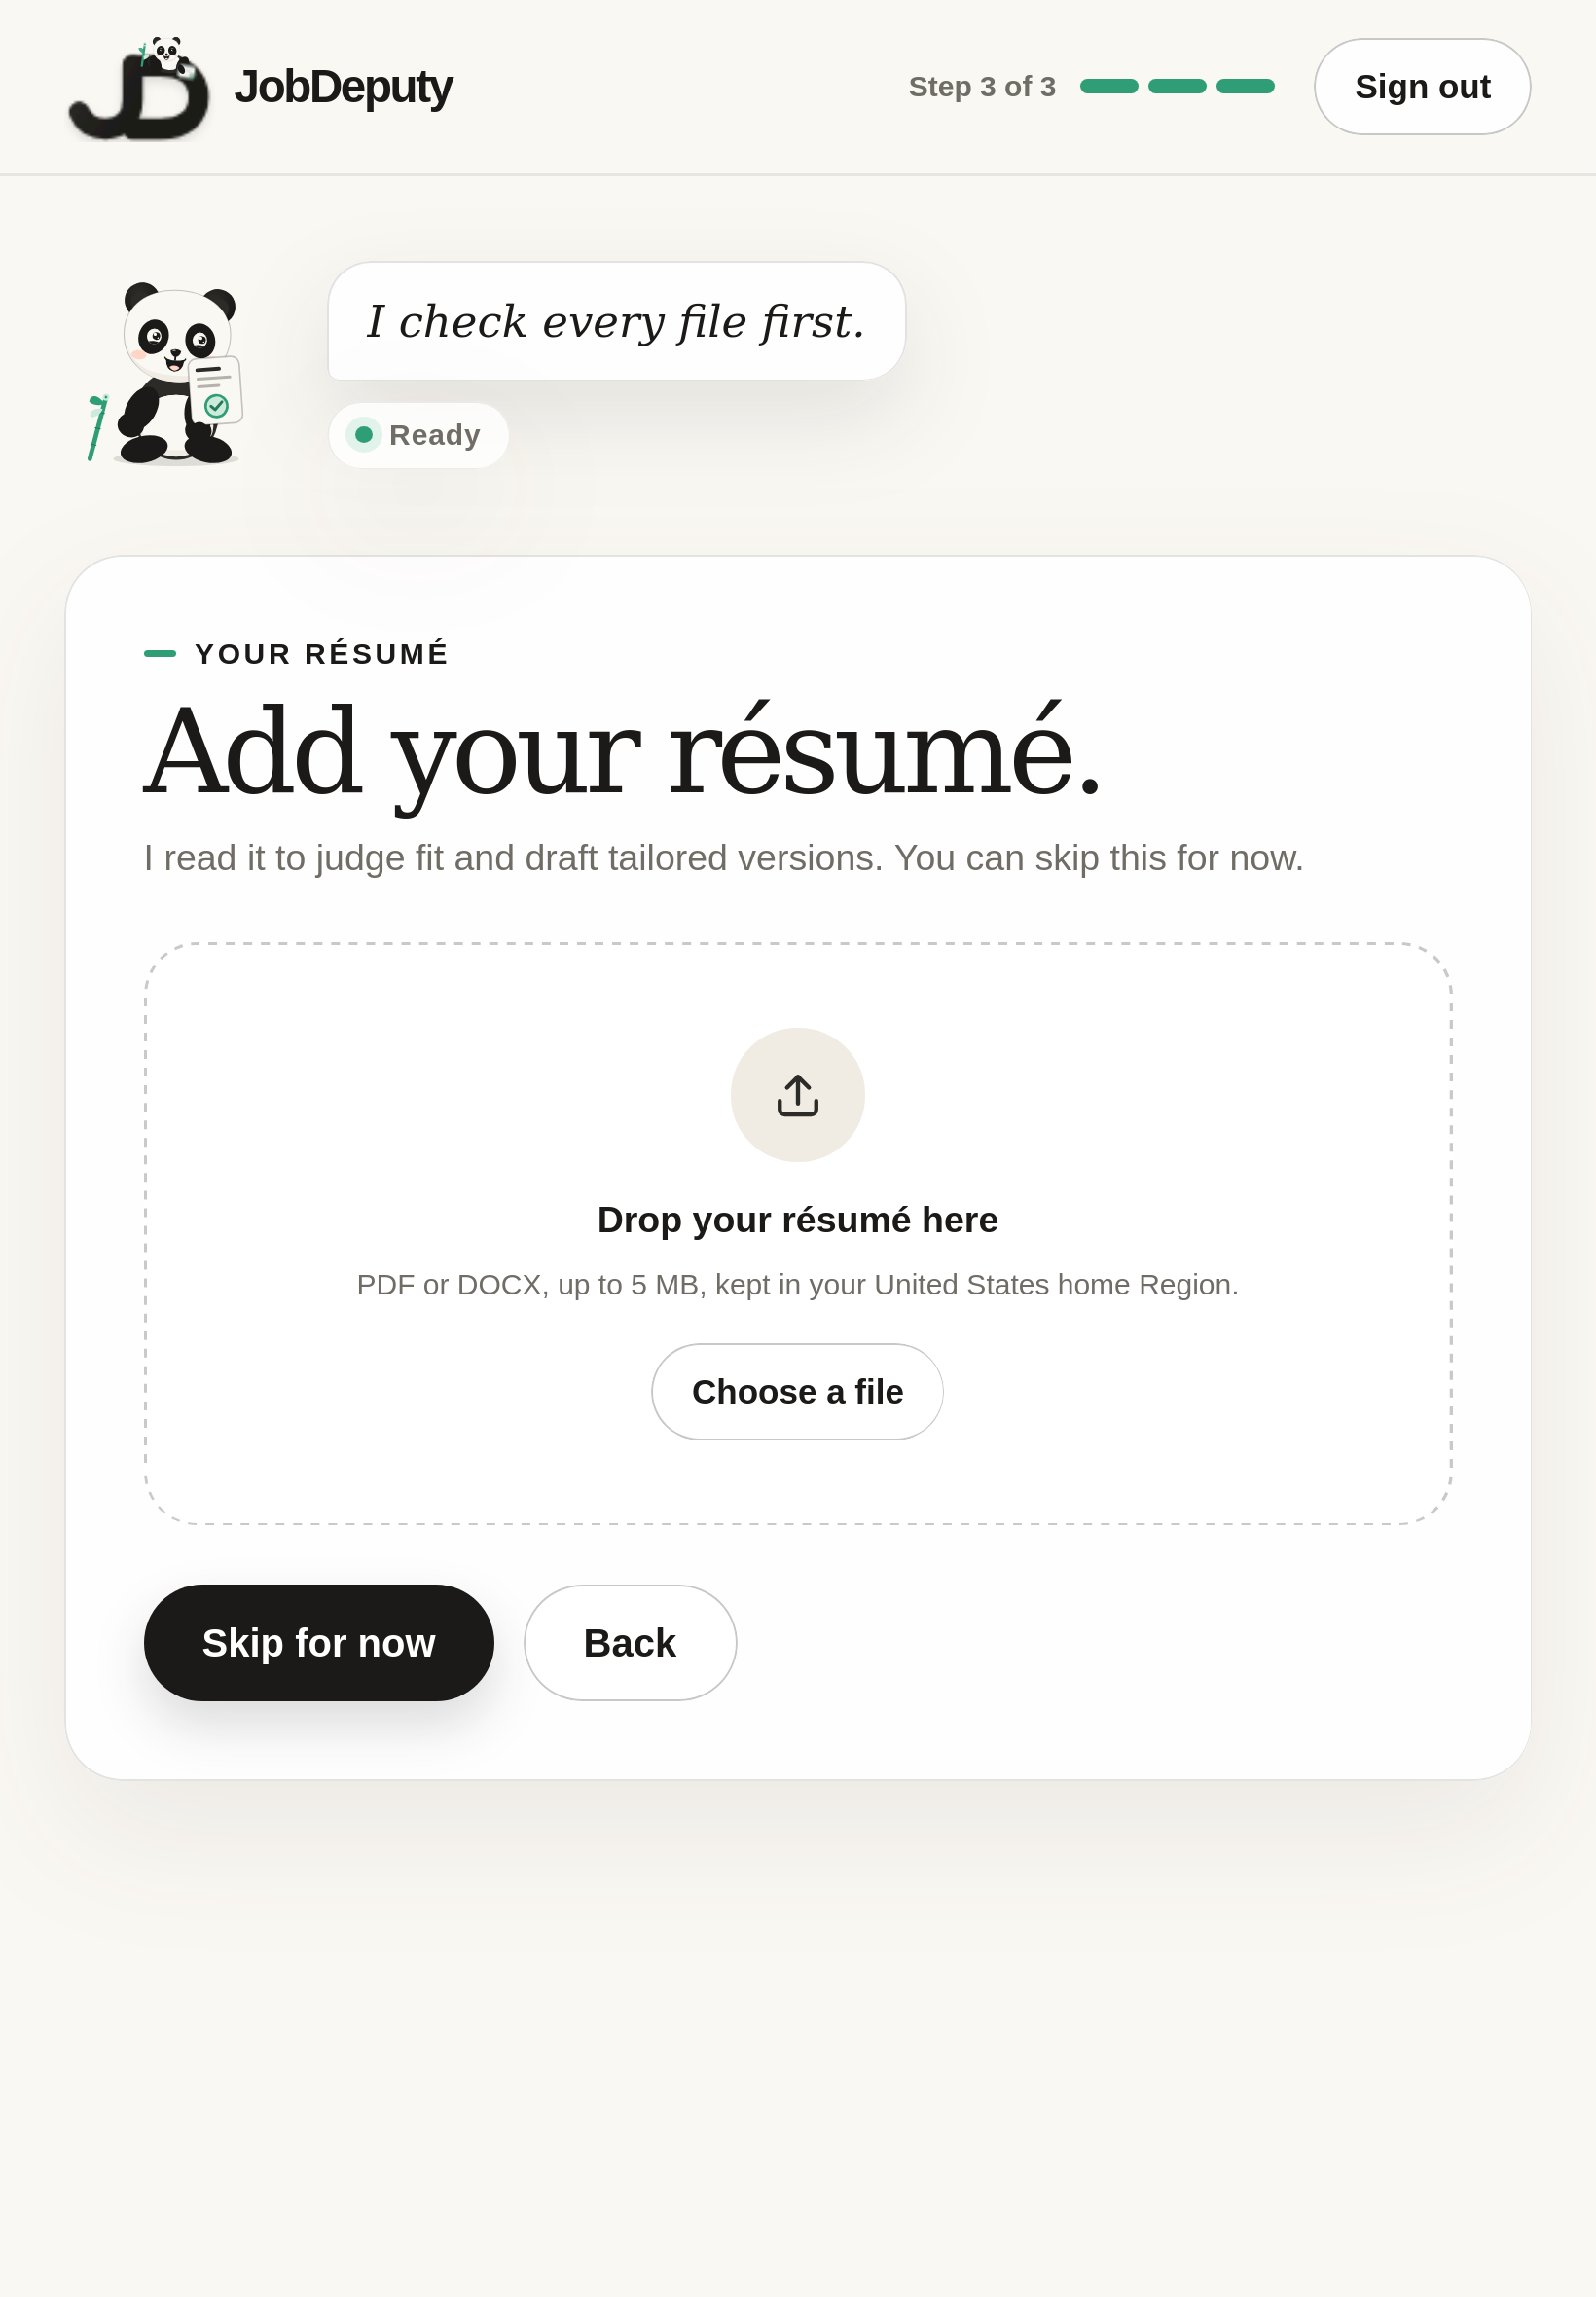 JobDeputy
Step 3 of 3
Sign out
I check every file first.
Ready
YOUR RÉSUMÉ
Add your résumé.
I read it to judge fit and draft tailored versions. You can skip this for now.
Drop your résumé here
PDF or DOCX, up to 5 MB, kept in your United States home Region.
Choose a file
Skip for now
Back